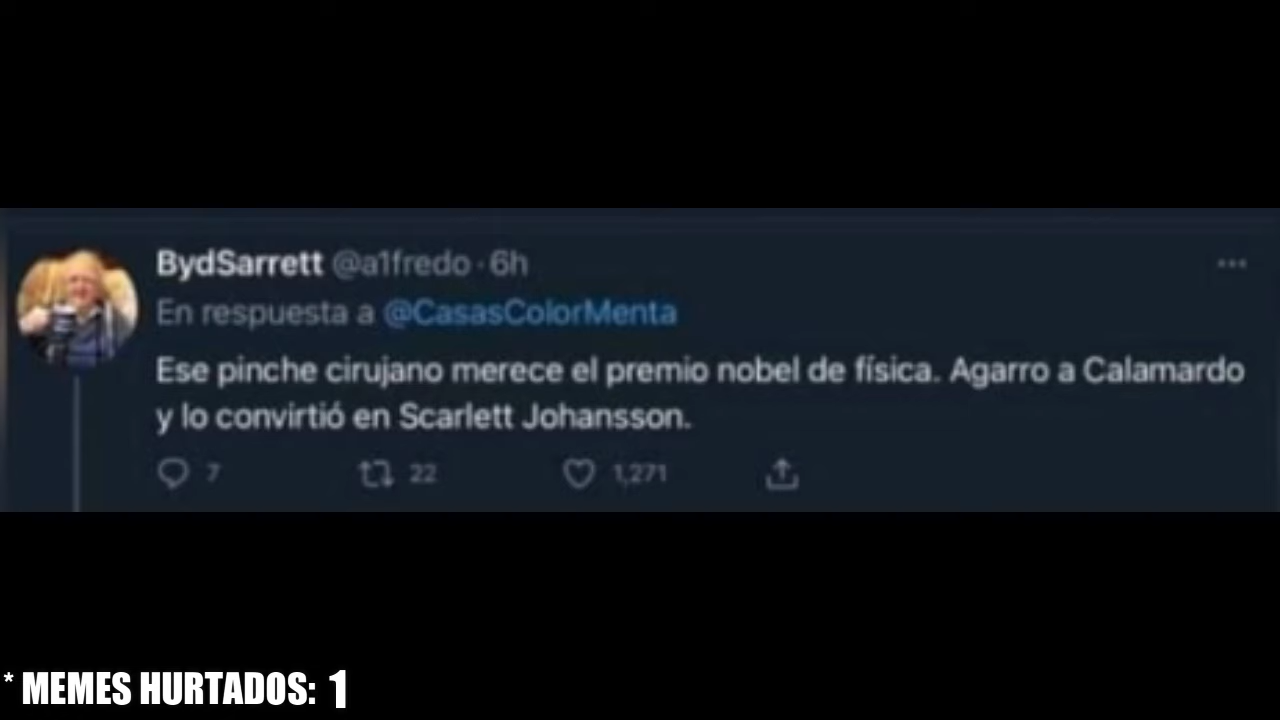 BydSarrett @a1fredo · 6h
En respuesta a @CasasColorMenta
Ese pinche cirujano merece el premio nobel de física. Agarro a Calamardo
y lo convirtió en Scarlett Johansson.
7 22 1,271
* MEMES HURTADOS: 1